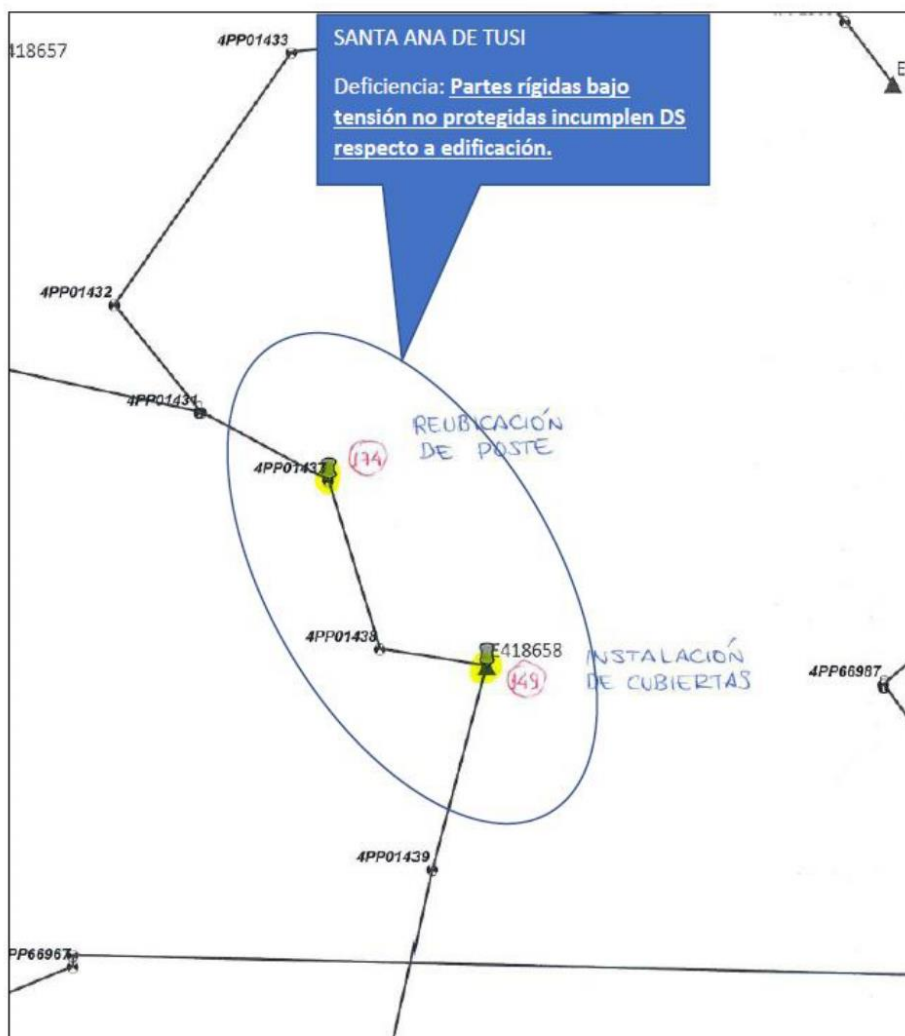 4PP01433
418657
SANTA ANA DE TUSI
Deficiencia: Partes rígidas bajo
tensión no protegidas incumplen DS
respecto a edificación.
E
4PP01432
4PP01431
REUBICACIÓN
DE POSTE
174
4PP01437
4PP01438
E418658
INSTALACIÓN
DE CUBIERTAS
149
4PP66987
4PP01439
PP66967